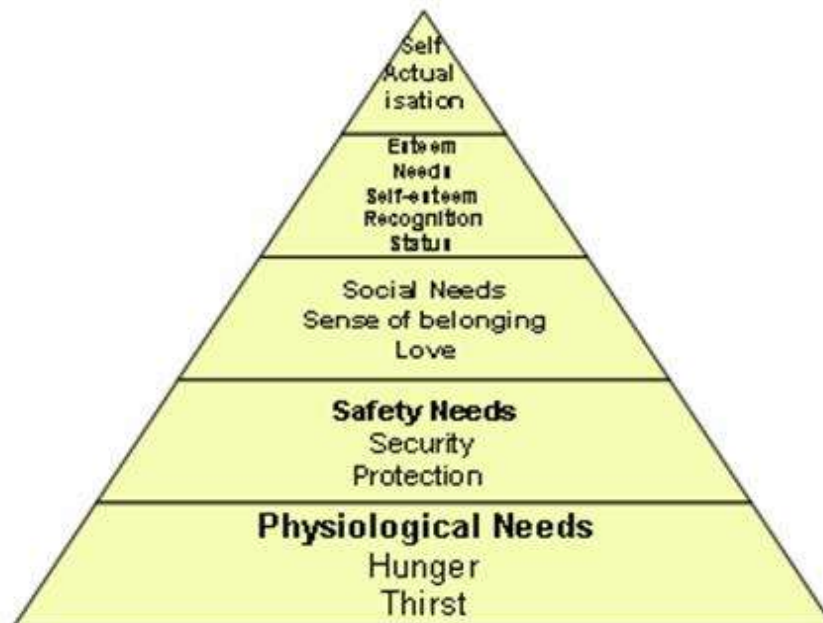 Self
Actual
isation
Esteem
Needs
Self-esteem
Recognition
Status
Social Needs
Sense of belonging
Love
Safety Needs
Security
Protection
Physiological Needs
Hunger
Thirst